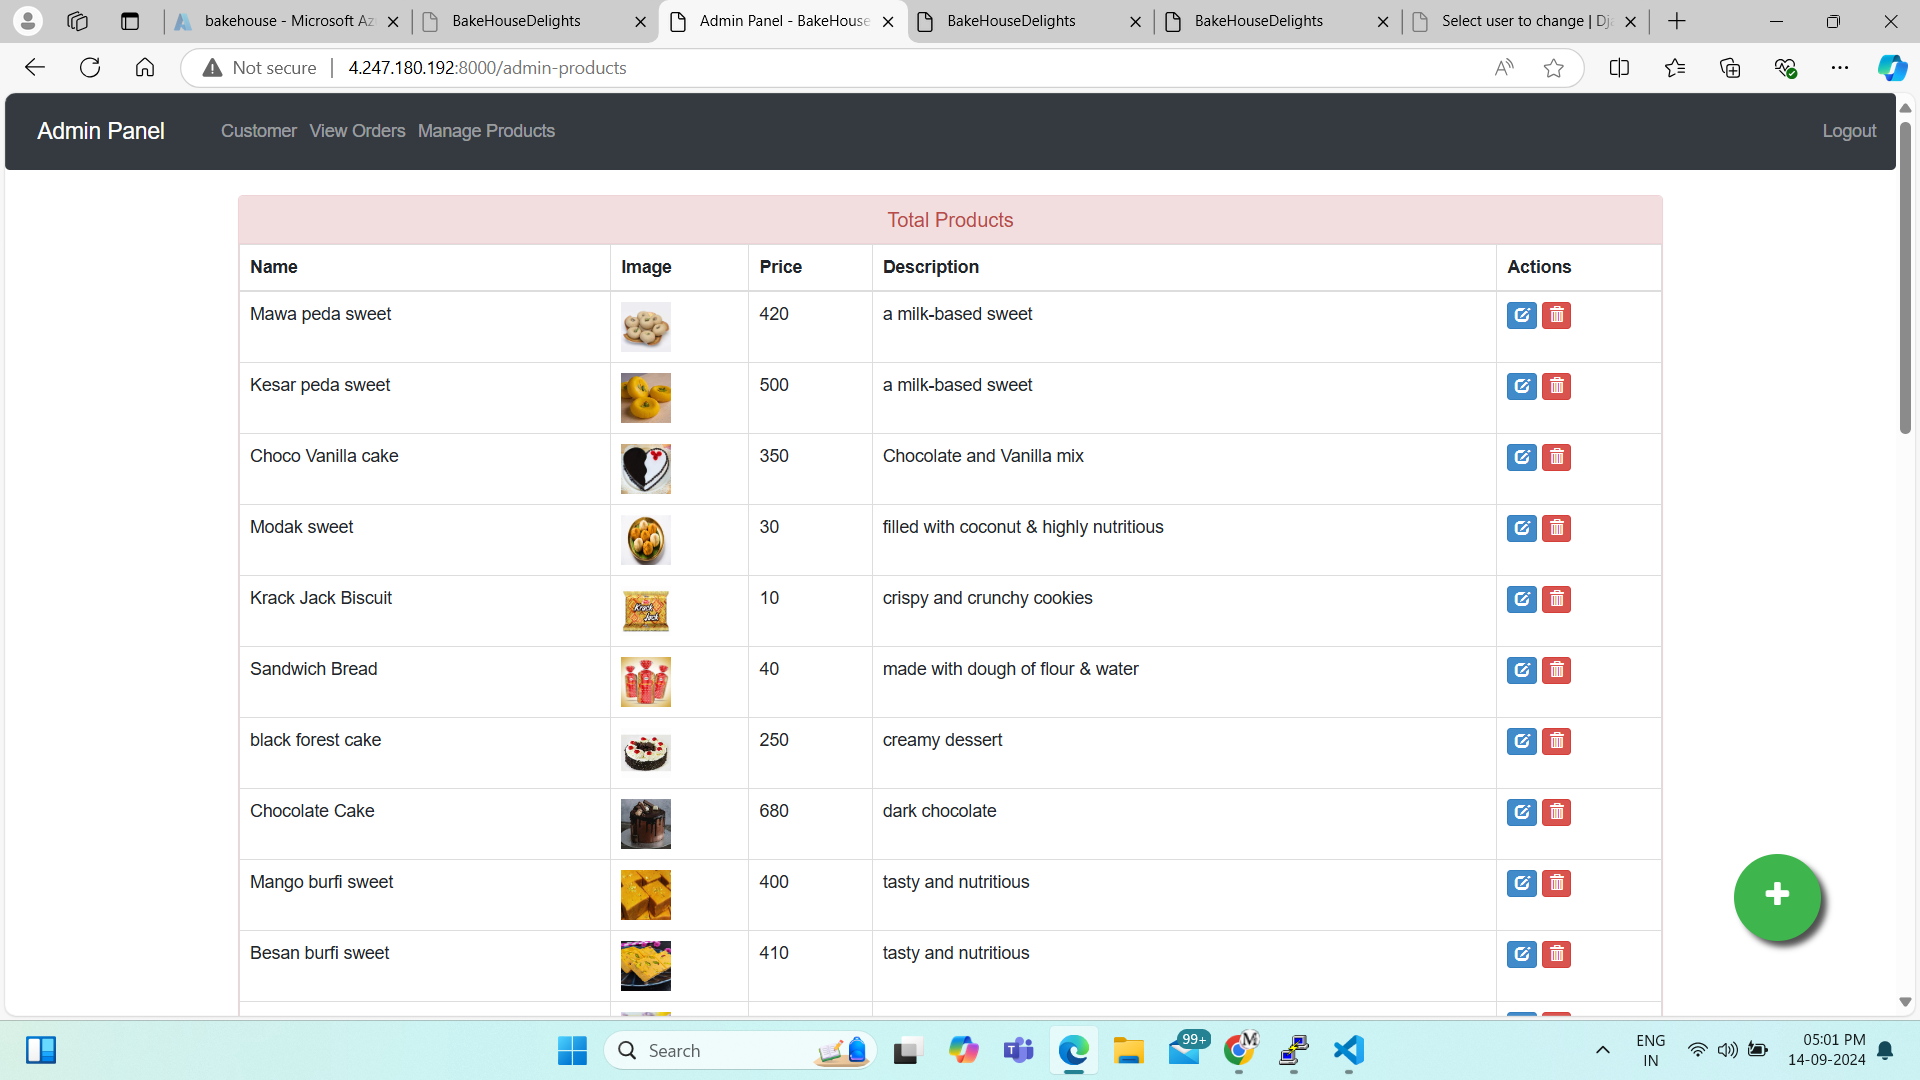 bakehouse - Microsoft Az
BakeHouseDelights
Admin Panel - BakeHouse
BakeHouseDelights
BakeHouseDelights
Select user to change | Dj
Not secure
4.247.180.192:8000/admin-products
Admin Panel
Customer
View Orders
Manage Products
Logout
Total Products
Name Image Price Description Actions
Mawa peda sweet 420 a milk-based sweet
Kesar peda sweet 500 a milk-based sweet
Choco Vanilla cake 350 Chocolate and Vanilla mix
Modak sweet 30 filled with coconut & highly nutritious
Krack Jack Biscuit Krack Jack 10 crispy and crunchy cookies
Sandwich Bread 40 made with dough of flour & water
black forest cake 250 creamy dessert
Chocolate Cake 680 dark chocolate
Mango burfi sweet 400 tasty and nutritious
Besan burfi sweet 410 tasty and nutritious
Search
99+
M
ENG
IN
05:01 PM
14-09-2024